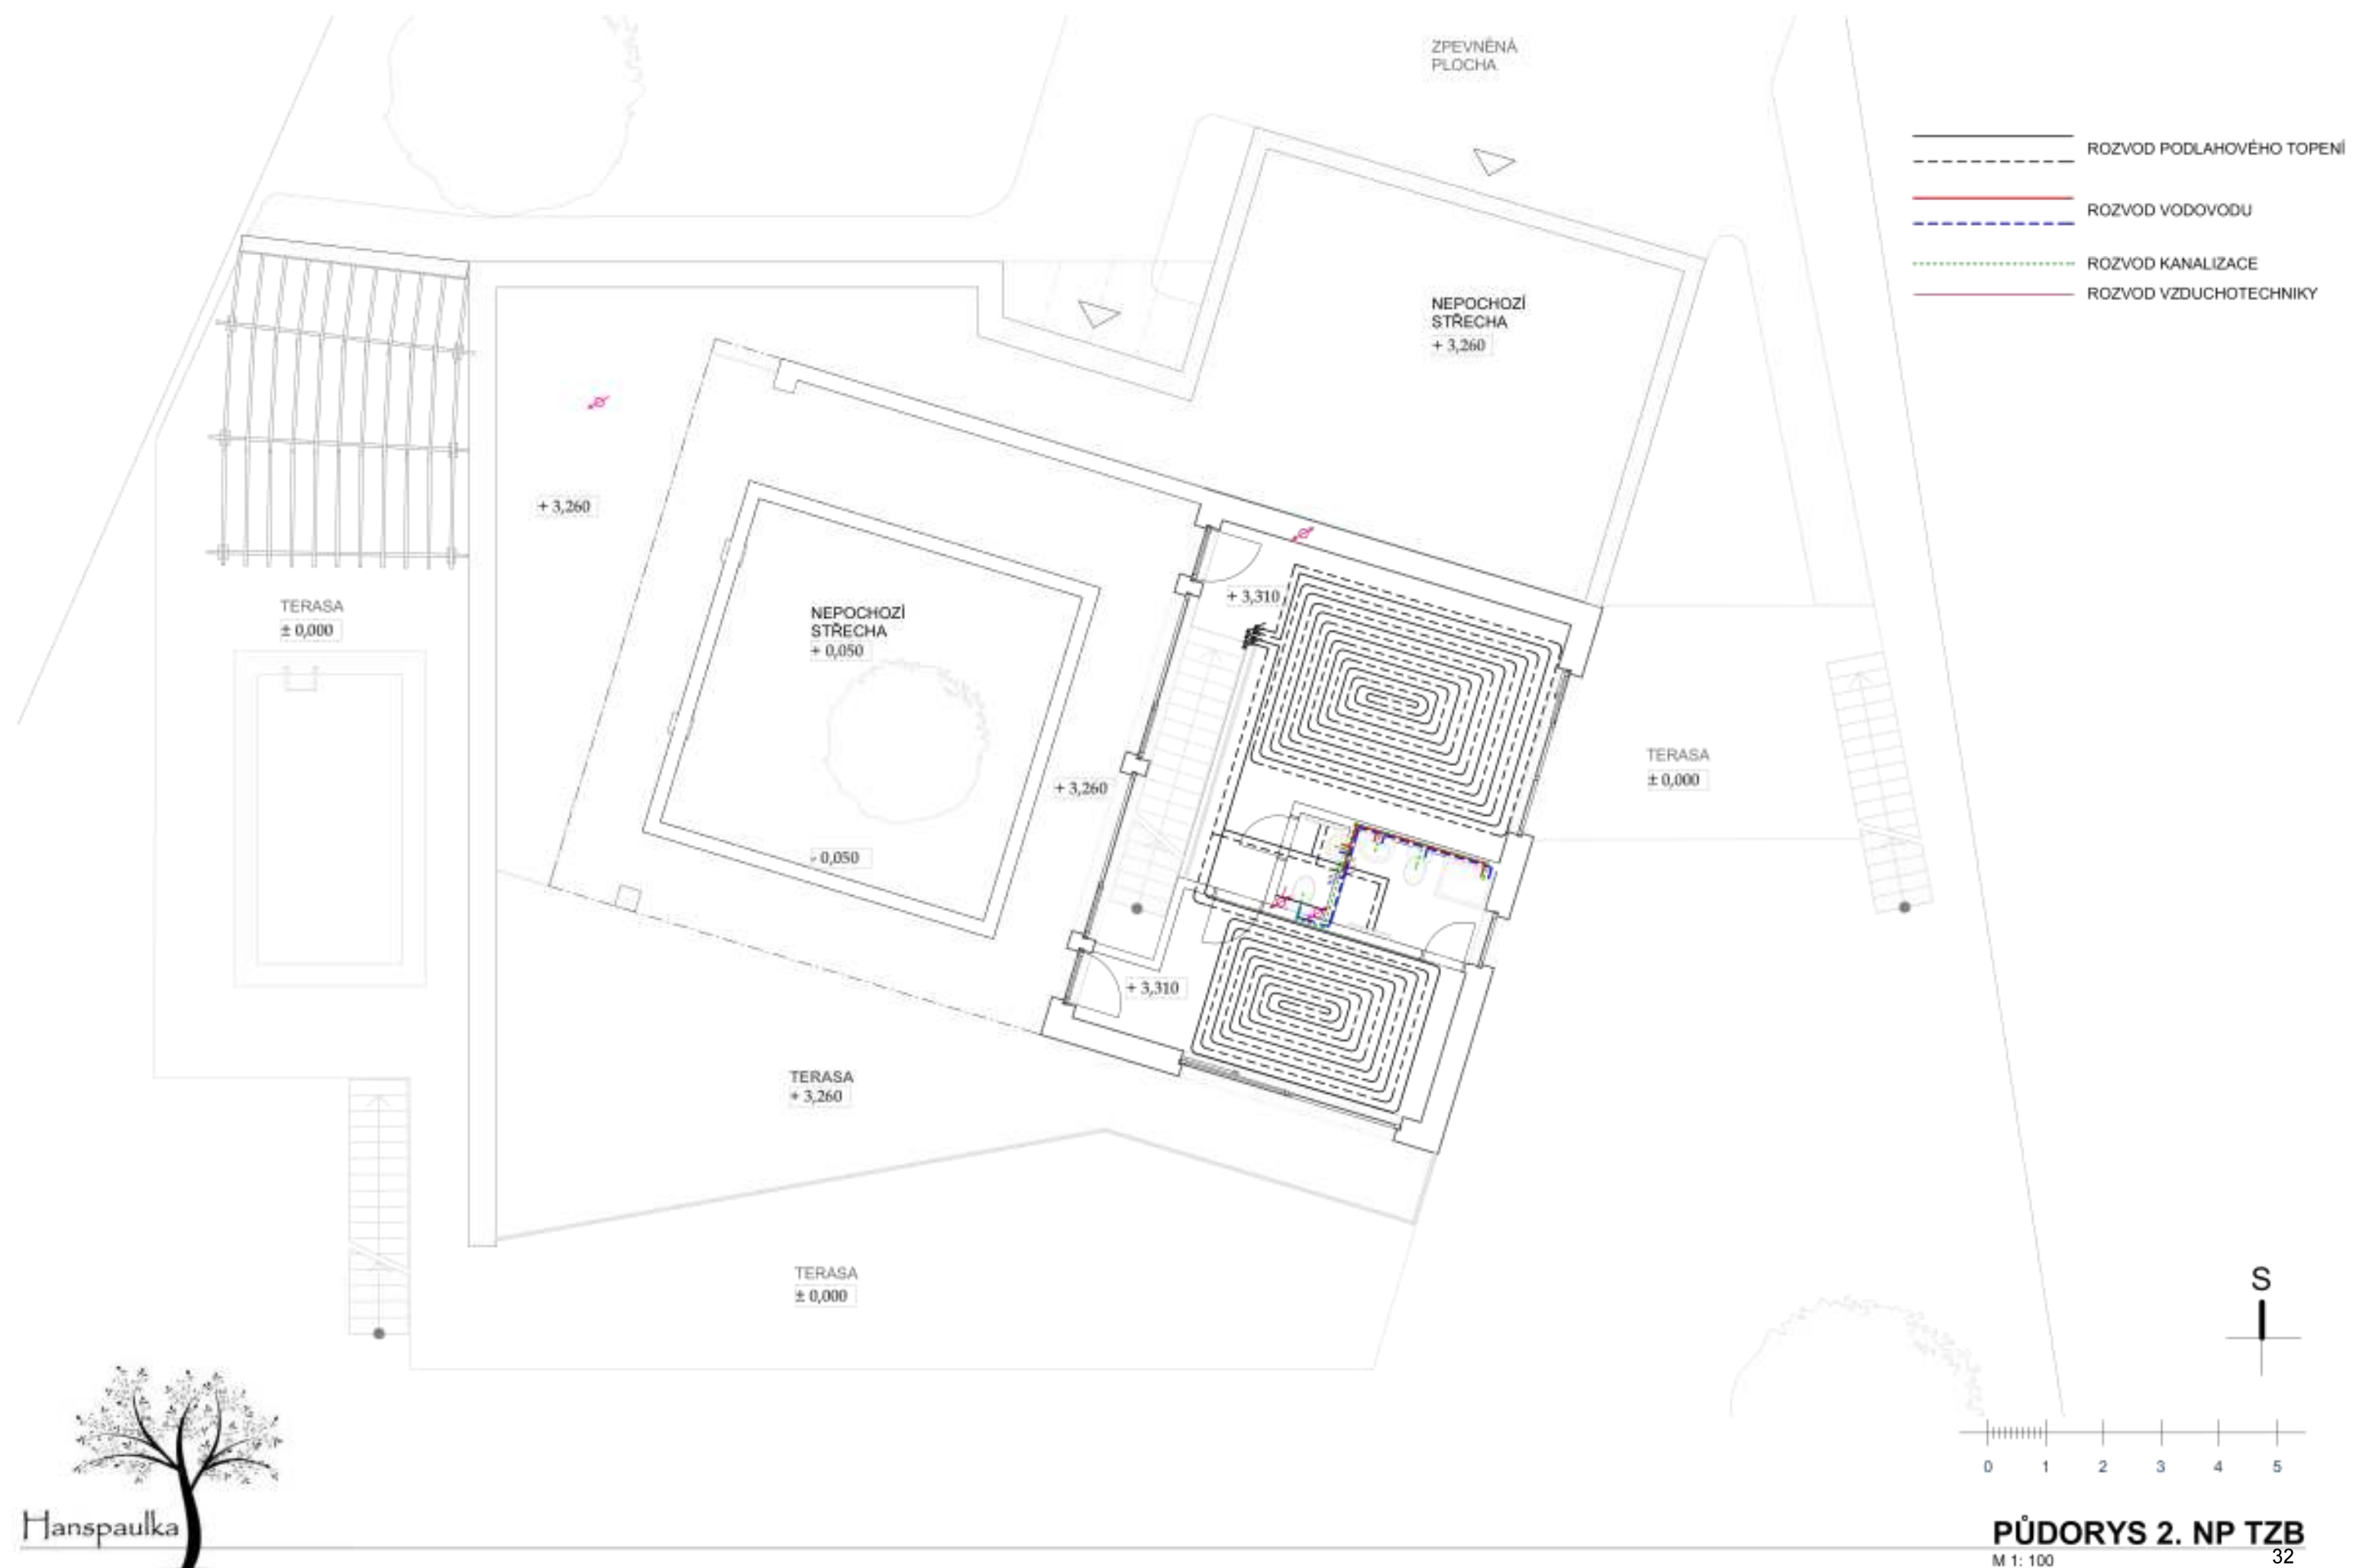 ZPEVNĚNÁ
PLOCHA
ROZVOD PODLAHOVÉHO TOPENÍ
ROZVOD VODOVODU
ROZVOD KANALIZACE
ROZVOD VZDUCHOTECHNIKY
NEPOCHOZÍ
STŘECHA
+ 3,260
+ 3,260
+ 3,310
TERASA
± 0,000
NEPOCHOZÍ
STŘECHA
+ 0,050
TERASA
± 0,000
+ 3,260
- 0,050
+ 3,310
TERASA
+ 3,260
TERASA
± 0,000
S
0 1 2 3 4 5
Hanspaulka
PŮDORYS 2. NP TZB
M 1: 100
32